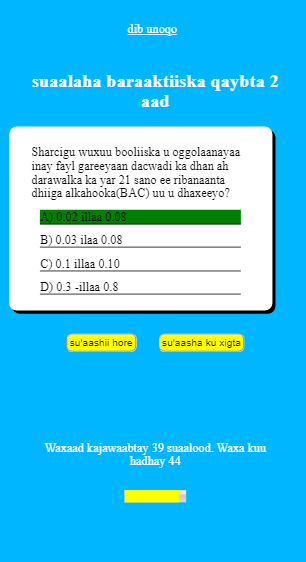 dib unoqo
suaalaha baraaktiiska qaybta 2
aad
Sharcigu wuxuu booliiska u oggolaanayaa
inay fayl gareeyaan dacwadi ka dhan ah
darawalka ka yar 21 sano ee ribanaanta
dhiiga alkahooka(BAC) uu u dhaxeeyo?
A) 0.02 illaa 0.08
B) 0.03 ilaa 0.08
C) 0.1 illaa 0.10
D) 0.3 -illaa 0.8
su'aashii hore
su'aasha ku xigta
Waxaad kajawaabtay 39 suaalood. Waxa kuu
hadhay 44